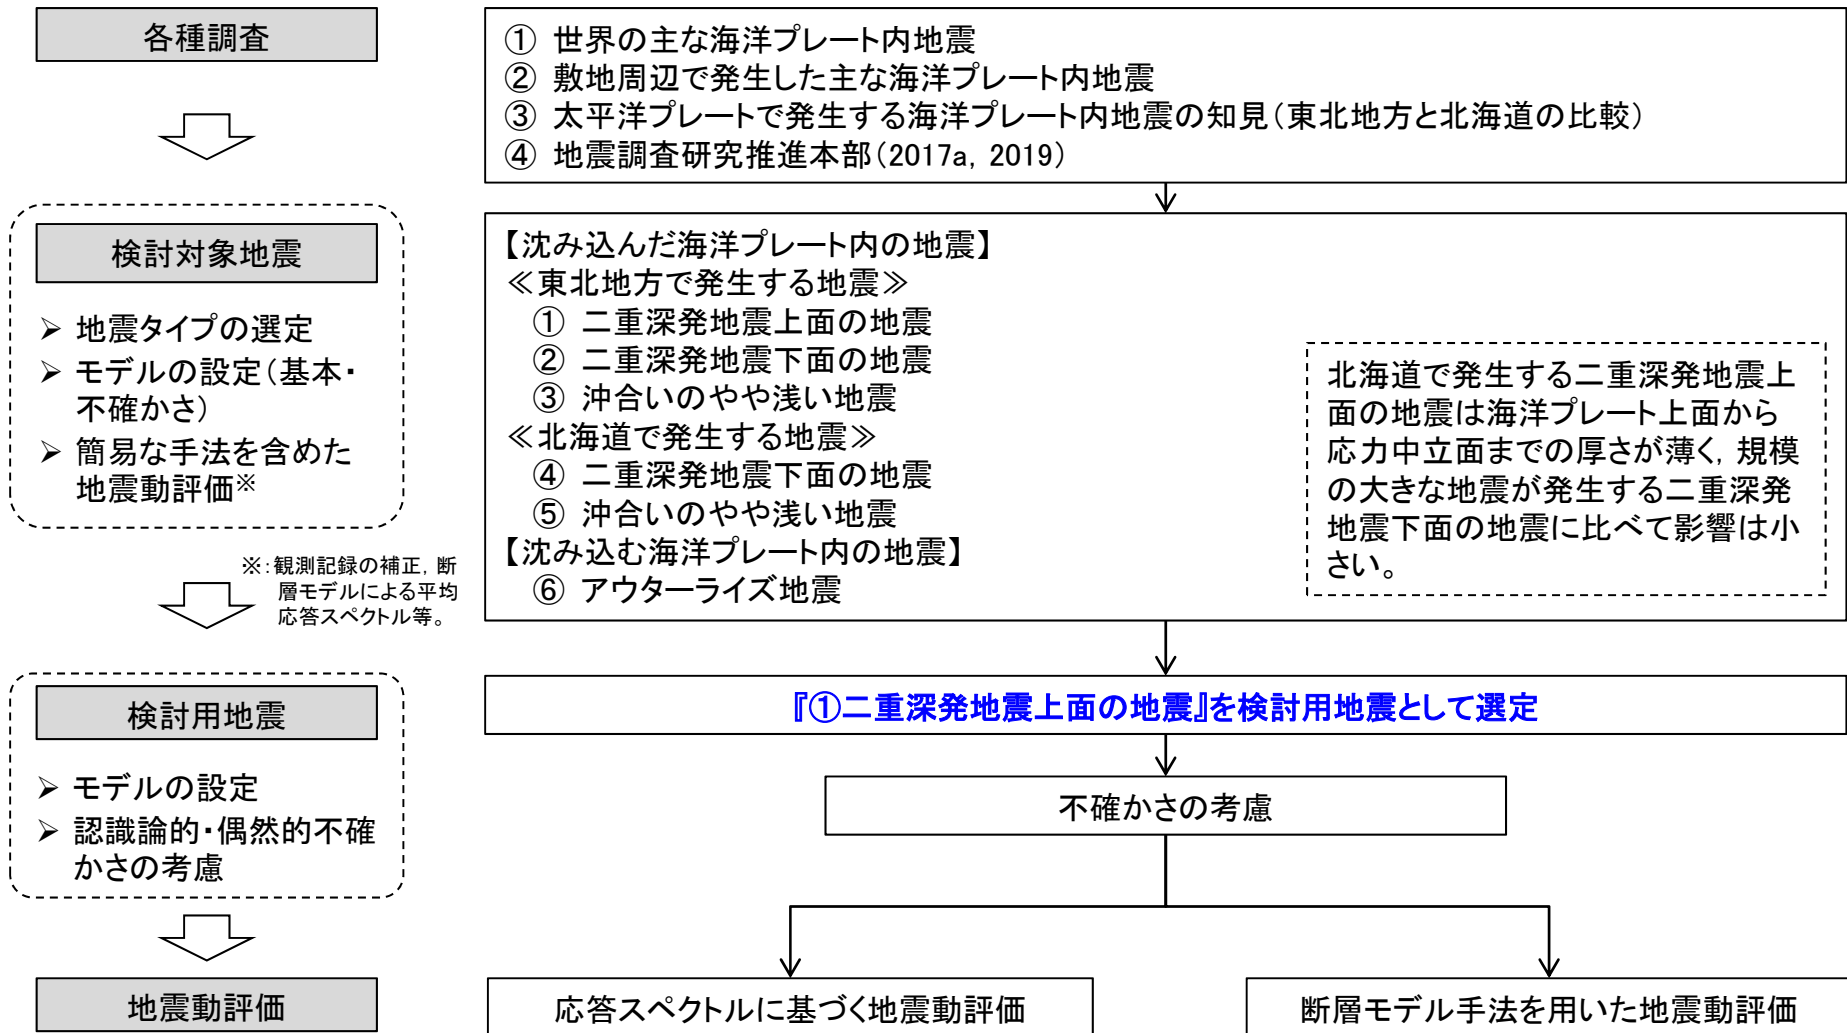 各種調査
① 世界の主な海洋プレート内地震
② 敷地周辺で発生した主な海洋プレート内地震
③ 太平洋プレートで発生する海洋プレート内地震の知見（東北地方と北海道の比較）
④ 地震調査研究推進本部（2017a，2019）
検討対象地震
➢ 地震タイプの選定
➢ モデルの設定（基本・
不確かさ）
➢ 簡易な手法を含めた
地震動評価※
※：観測記録の補正，断
層モデルによる平均
応答スペクトル等。
【沈み込んだ海洋プレート内の地震】
≪東北地方で発生する地震≫
① 二重深発地震上面の地震
② 二重深発地震下面の地震
③ 沖合いのやや浅い地震
≪北海道で発生する地震≫
④ 二重深発地震下面の地震
⑤ 沖合いのやや浅い地震
【沈み込む海洋プレート内の地震】
⑥ アウターライズ地震
北海道で発生する二重深発地震上
面の地震は海洋プレート上面から
応力中立面までの厚さが薄く，規模
の大きな地震が発生する二重深発
地震下面の地震に比べて影響は小
さい。
検討用地震
➢ モデルの設定
➢ 認識論的・偶然的不確
かさの考慮
『①二重深発地震上面の地震』を検討用地震として選定
不確かさの考慮
地震動評価
応答スペクトルに基づく地震動評価
断層モデル手法を用いた地震動評価